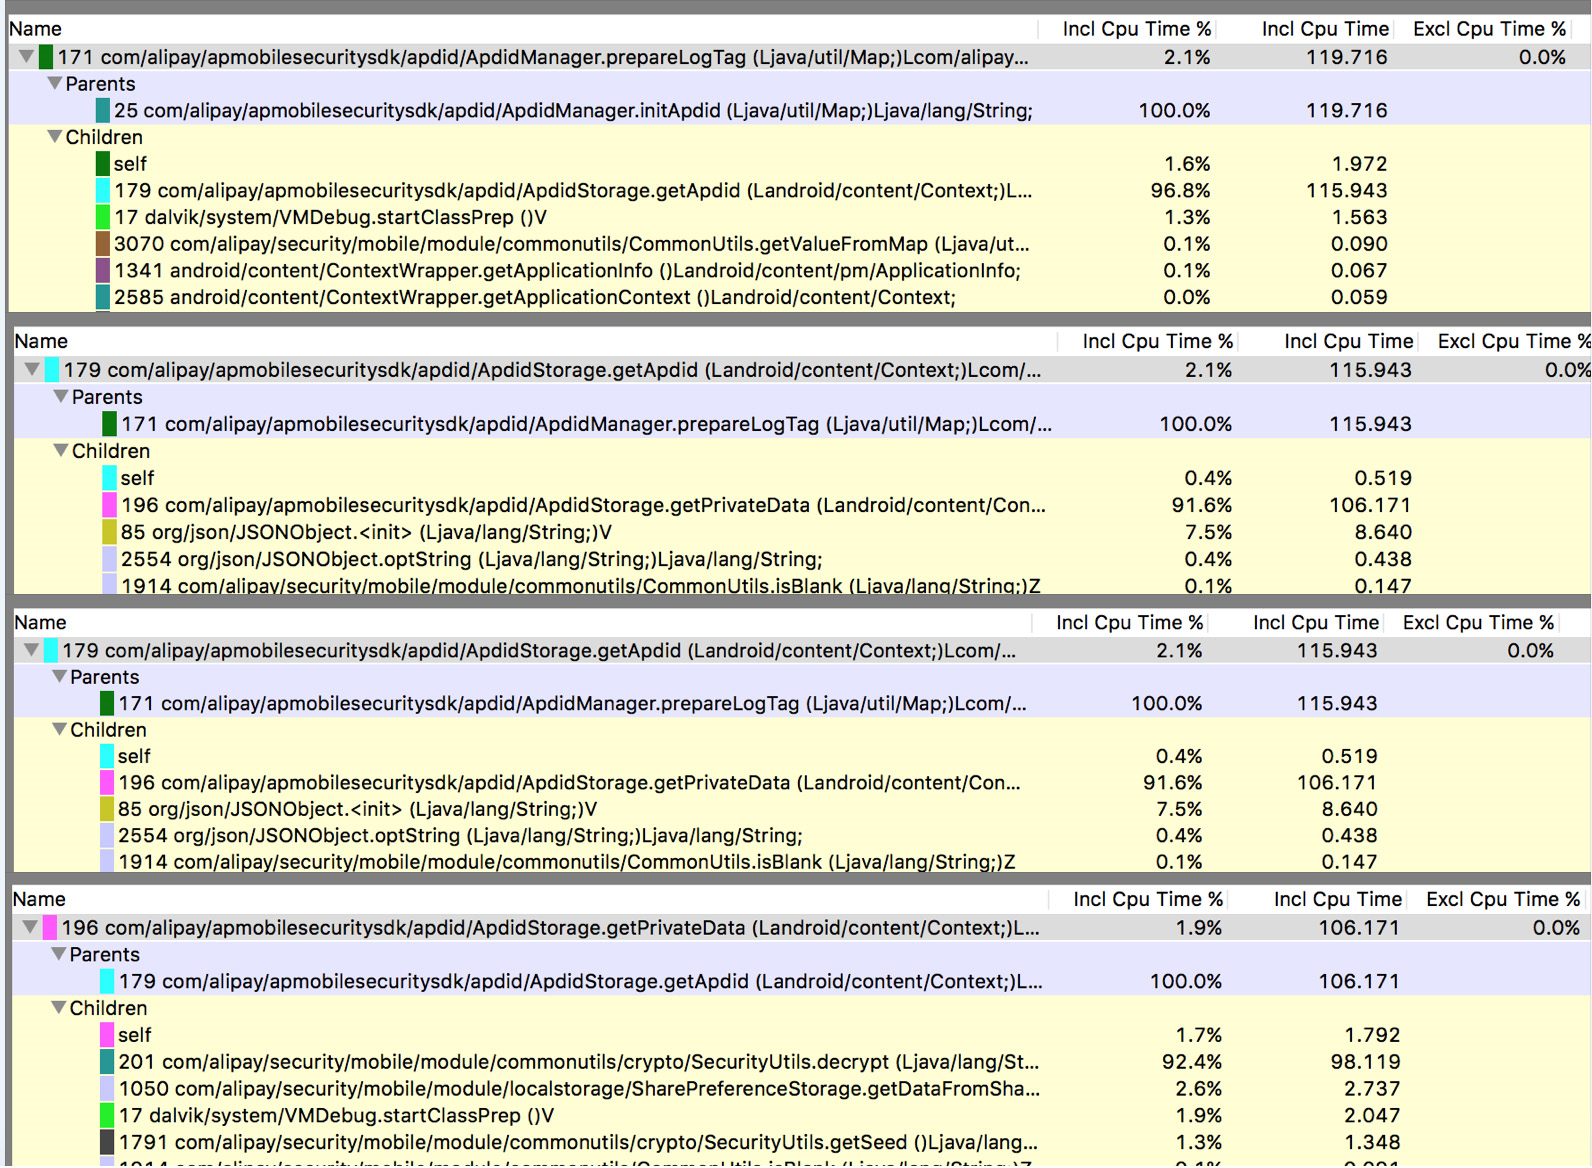 Name Incl Cpu Time % Incl Cpu Time Excl Cpu Time %
171 com/alipay/apmobilesecuritysdk/apdid/ApdidManager.prepareLogTag (Ljava/util/Map;)Lcom/alipay... 2.1% 119.716 0.0%
Parents
25 com/alipay/apmobilesecuritysdk/apdid/ApdidManager.initApdid (Ljava/util/Map;)Ljava/lang/String; 100.0% 119.716
Children
self 1.6% 1.972
179 com/alipay/apmobilesecuritysdk/apdid/ApdidStorage.getApdid (Landroid/content/Context;)L... 96.8% 115.943
17 dalvik/system/VMDebug.startClassPrep ()V 1.3% 1.563
3070 com/alipay/security/mobile/module/commonutils/CommonUtils.getValueFromMap (Ljava/ut... 0.1% 0.090
1341 android/content/ContextWrapper.getApplicationInfo ()Landroid/content/pm/ApplicationInfo; 0.1% 0.067
2585 android/content/ContextWrapper.getApplicationContext ()Landroid/content/Context; 0.0% 0.059
Name Incl Cpu Time % Incl Cpu Time Excl Cpu Time %
179 com/alipay/apmobilesecuritysdk/apdid/ApdidStorage.getApdid (Landroid/content/Context;)Lcom/... 2.1% 115.943 0.0%
Parents
171 com/alipay/apmobilesecuritysdk/apdid/ApdidManager.prepareLogTag (Ljava/util/Map;)Lcom/... 100.0% 115.943
Children
self 0.4% 0.519
196 com/alipay/apmobilesecuritysdk/apdid/ApdidStorage.getPrivateData (Landroid/content/Con... 91.6% 106.171
85 org/json/JSONObject.<init> (Ljava/lang/String;)V 7.5% 8.640
2554 org/json/JSONObject.optString (Ljava/lang/String;)Ljava/lang/String; 0.4% 0.438
1914 com/alipay/security/mobile/module/commonutils/CommonUtils.isBlank (Ljava/lang/String;)Z 0.1% 0.147
Name Incl Cpu Time % Incl Cpu Time Excl Cpu Time %
179 com/alipay/apmobilesecuritysdk/apdid/ApdidStorage.getApdid (Landroid/content/Context;)Lcom/... 2.1% 115.943 0.0%
Parents
171 com/alipay/apmobilesecuritysdk/apdid/ApdidManager.prepareLogTag (Ljava/util/Map;)Lcom/... 100.0% 115.943
Children
self 0.4% 0.519
196 com/alipay/apmobilesecuritysdk/apdid/ApdidStorage.getPrivateData (Landroid/content/Con... 91.6% 106.171
85 org/json/JSONObject.<init> (Ljava/lang/String;)V 7.5% 8.640
2554 org/json/JSONObject.optString (Ljava/lang/String;)Ljava/lang/String; 0.4% 0.438
1914 com/alipay/security/mobile/module/commonutils/CommonUtils.isBlank (Ljava/lang/String;)Z 0.1% 0.147
Name Incl Cpu Time % Incl Cpu Time Excl Cpu Time %
196 com/alipay/apmobilesecuritysdk/apdid/ApdidStorage.getPrivateData (Landroid/content/Context;)L... 1.9% 106.171 0.0%
Parents
179 com/alipay/apmobilesecuritysdk/apdid/ApdidStorage.getApdid (Landroid/content/Context;)L... 100.0% 106.171
Children
self 1.7% 1.792
201 com/alipay/security/mobile/module/commonutils/crypto/SecurityUtils.decrypt (Ljava/lang/St... 92.4% 98.119
1050 com/alipay/security/mobile/module/localstorage/SharePreferenceStorage.getDataFromSha... 2.6% 2.737
17 dalvik/system/VMDebug.startClassPrep ()V 1.9% 2.047
1791 com/alipay/security/mobile/module/commonutils/crypto/SecurityUtils.getSeed ()Ljava/lang... 1.3% 1.348